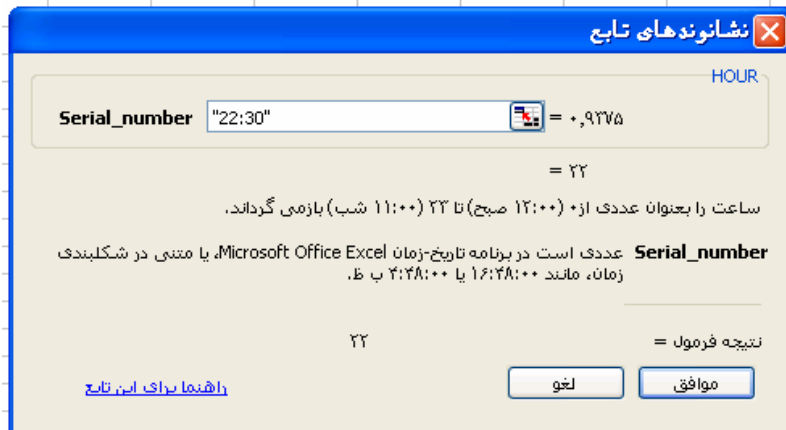 نشانوندهای تابع
HOUR
Serial_number "22:30" = ۰,۹۳۷۵
= ۲۲
ساعت را بعنوان عددی از۰ (۱۲:۰۰ صبح) تا ۲۳ (۱۱:۰۰ شب) بازمی گرداند.
Serial_number عددی است در برنامه تاریخ-زمان Microsoft Office Excel، یا متنی در شکلبندی
زمان، مانند ۱۶:۴۸:۰۰ یا ۴:۴۸:۰۰ ب ظ.
نتیجه فرمول = ۲۲
موافق لغو راهنما برای این تابع